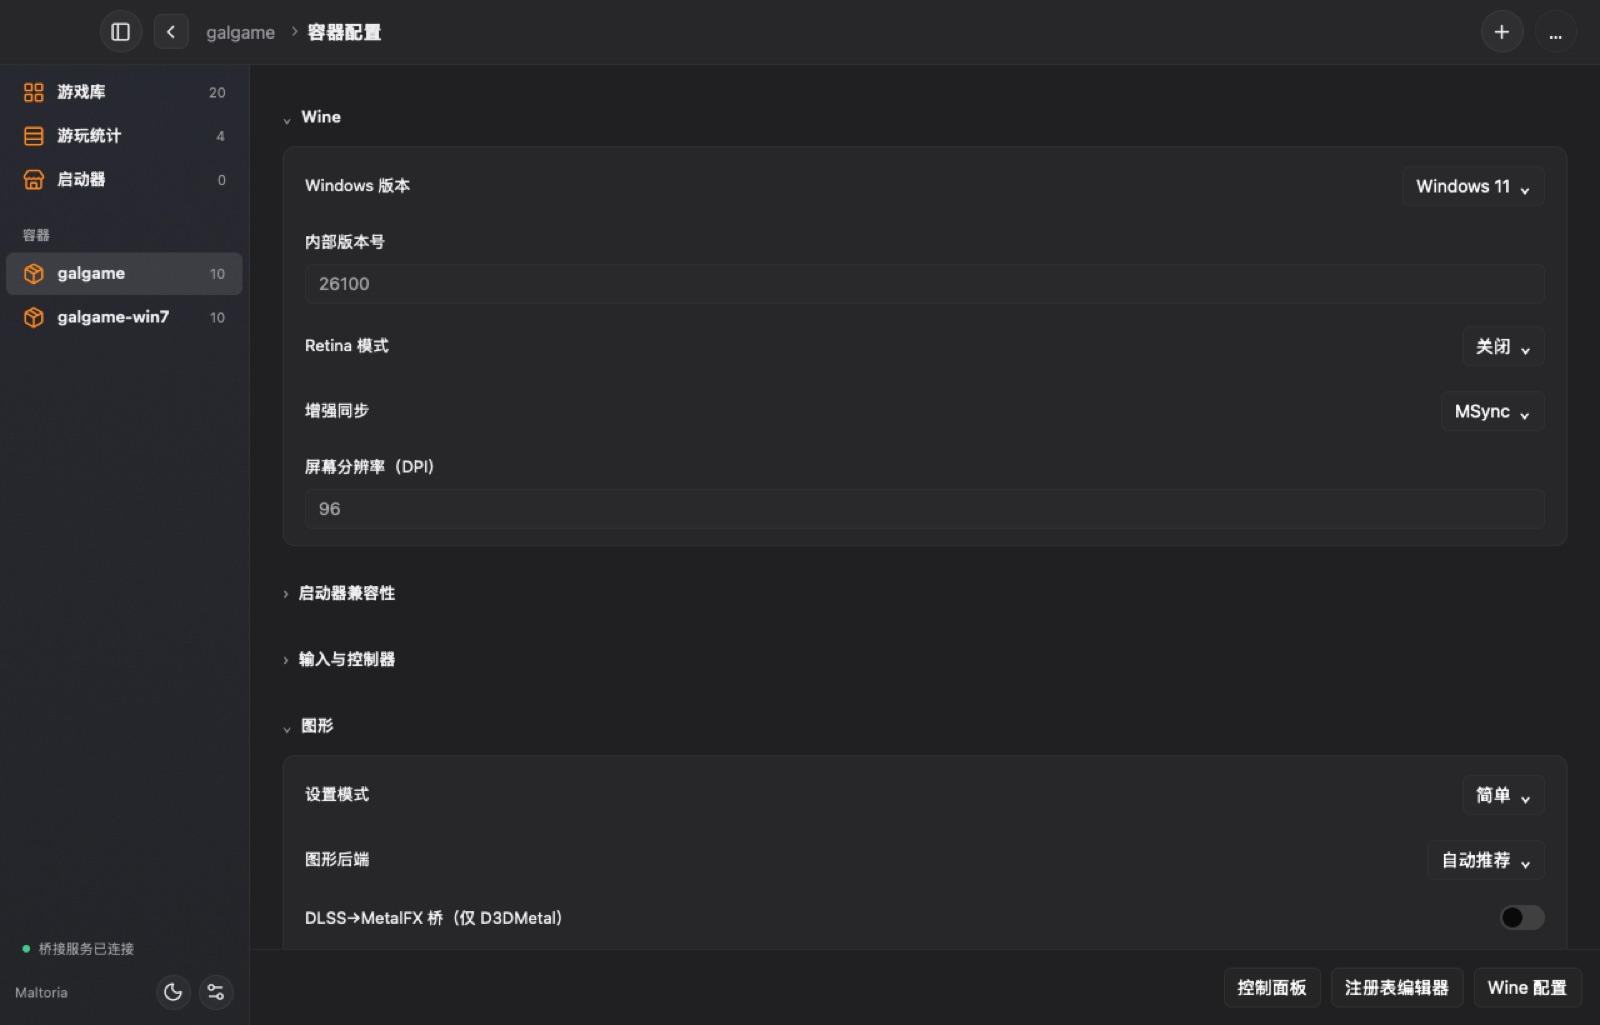 galgame › 容器配置
...
游戏库 20
游玩统计 4
启动器 0
容器
galgame 10
galgame-win7 10
桥接服务已连接
Maltoria
Wine
Windows 版本 Windows 11
内部版本号
26100
Retina 模式 关闭
增强同步 MSync
屏幕分辨率（DPI）
96
启动器兼容性
输入与控制器
图形
设置模式 简单
图形后端 自动推荐
DLSS→MetalFX 桥（仅 D3DMetal）
控制面板 注册表编辑器 Wine 配置